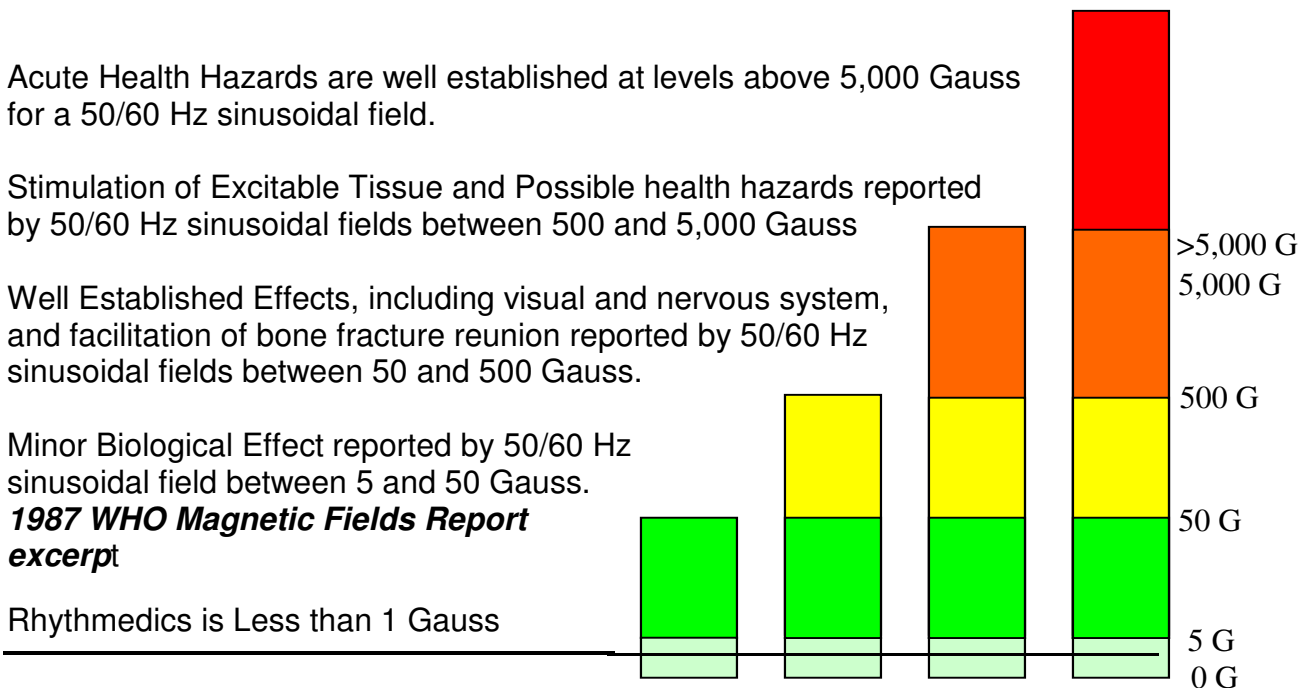 Acute Health Hazards are well established at levels above 5,000 Gauss
for a 50/60 Hz sinusoidal field.
Stimulation of Excitable Tissue and Possible health hazards reported
by 50/60 Hz sinusoidal fields between 500 and 5,000 Gauss
>5,000 G
5,000 G
Well Established Effects, including visual and nervous system,
and facilitation of bone fracture reunion reported by 50/60 Hz
sinusoidal fields between 50 and 500 Gauss.
500 G
Minor Biological Effect reported by 50/60 Hz
sinusoidal field between 5 and 50 Gauss.
1987 WHO Magnetic Fields Report
excerpt
50 G
Rhythmedics is Less than 1 Gauss
5 G
0 G